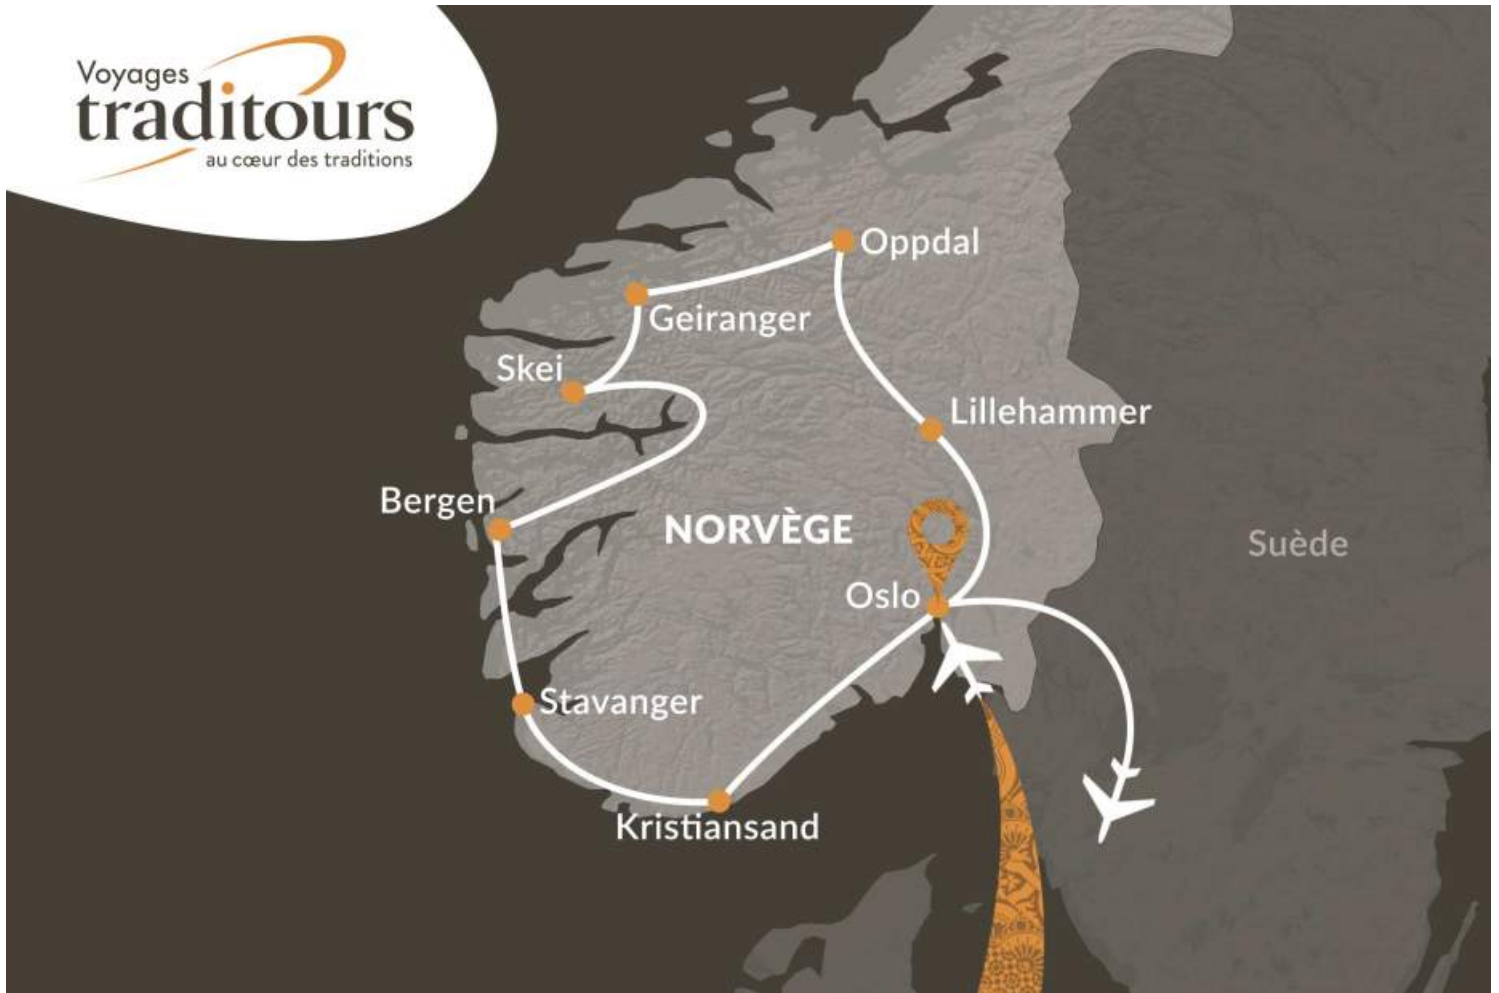 Voyages
traditours
au cœur des traditions
Oppdal
Geiranger
Skei
Lillehammer
Bergen
NORVÈGE
Suède
Oslo
Stavanger
Kristiansand